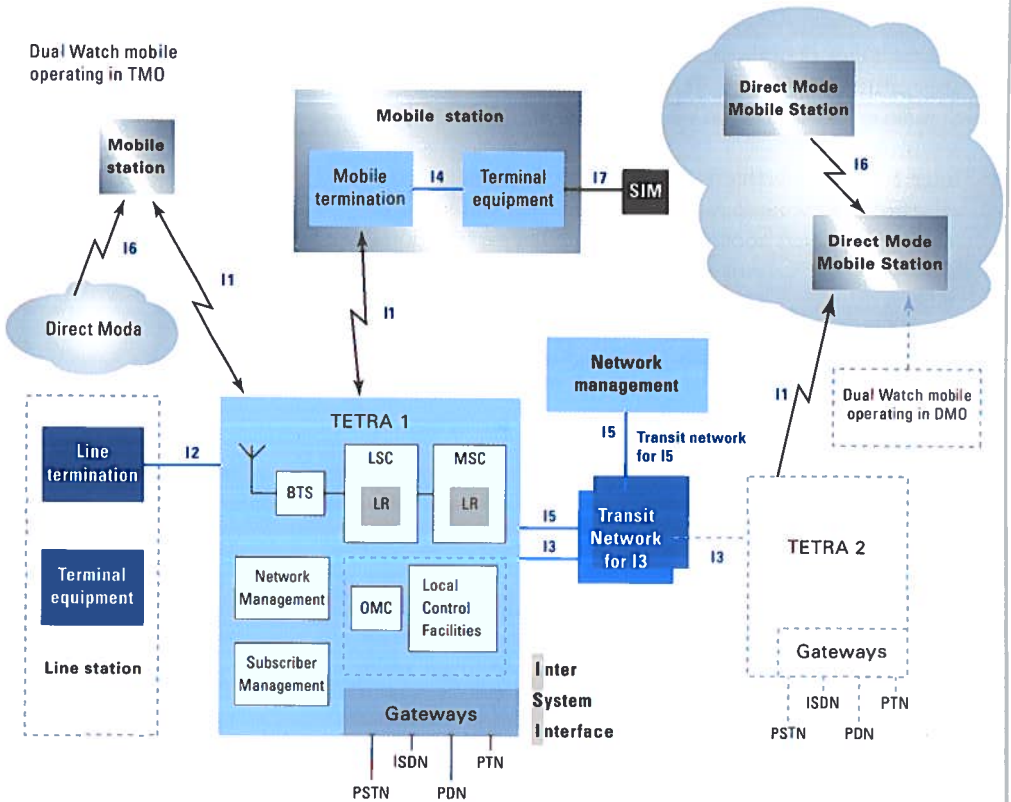 Dual Watch mobile
operating in TMO
Mobile
station
I6
I1
Direct Moda
Mobile station
Mobile
termination
I4
Terminal
equipment
I7
SIM
I1
Direct Mode
Mobile Station
I6
Direct Mode
Mobile Station
I1
Dual Watch mobile
operating in DMO
Network
management
I5
Transit network
for I5
Line
termination
I2
Terminal
equipment
Line station
TETRA 1
BTS
LSC
LR
MSC
LR
Network
Management
OMC
Local
Control
Facilities
Subscriber
Management
Gateways
PSTN
ISDN
PDN
PTN
I5
I3
Transit
Network
for I3
I3
Inter
System
Interface
TETRA 2
Gateways
PSTN
ISDN
PDN
PTN